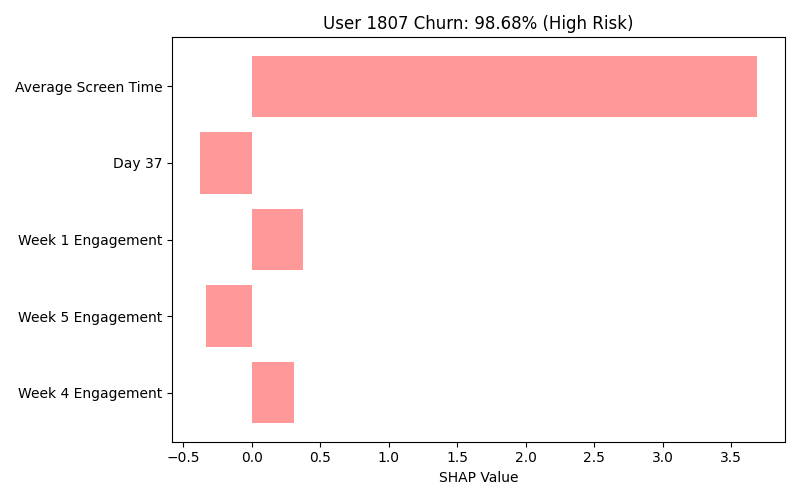 User 1807 Churn: 98.68% (High Risk)
Average Screen Time
Day 37
Week 1 Engagement
Week 5 Engagement
Week 4 Engagement
−0.5 0.0 0.5 1.0 1.5 2.0 2.5 3.0 3.5
SHAP Value